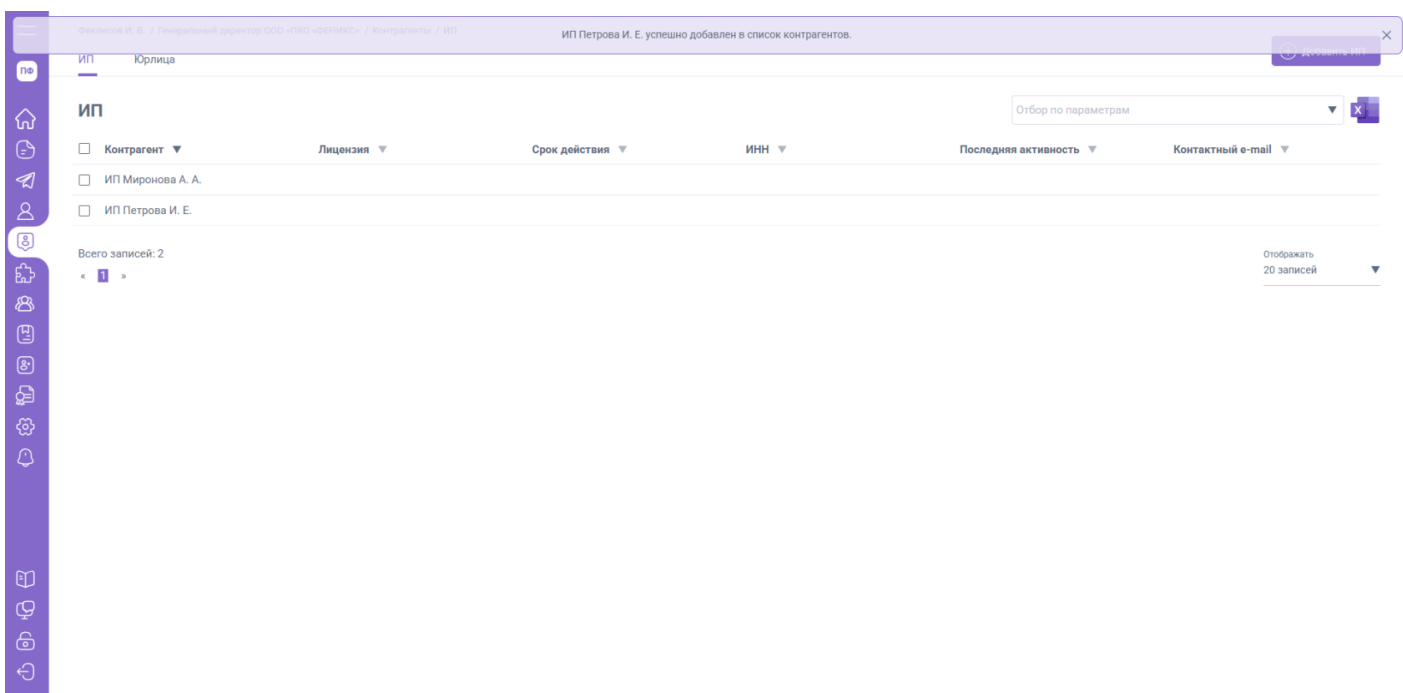 Феклисов И. В. / Генеральный директор ООО «ПКО «ФЕНИКС» / Контрагенты / ИП
ИП Петрова И. Е. успешно добавлен в список контрагентов.
ПФ
ИП Юрлица
Добавить ИП
ИП
Отбор по параметрам
X
Контрагент Лицензия Срок действия ИНН Последняя активность Контактный e-mail
ИП Миронова А. А.
ИП Петрова И. Е.
Всего записей: 2
« 1 »
Отображать
20 записей